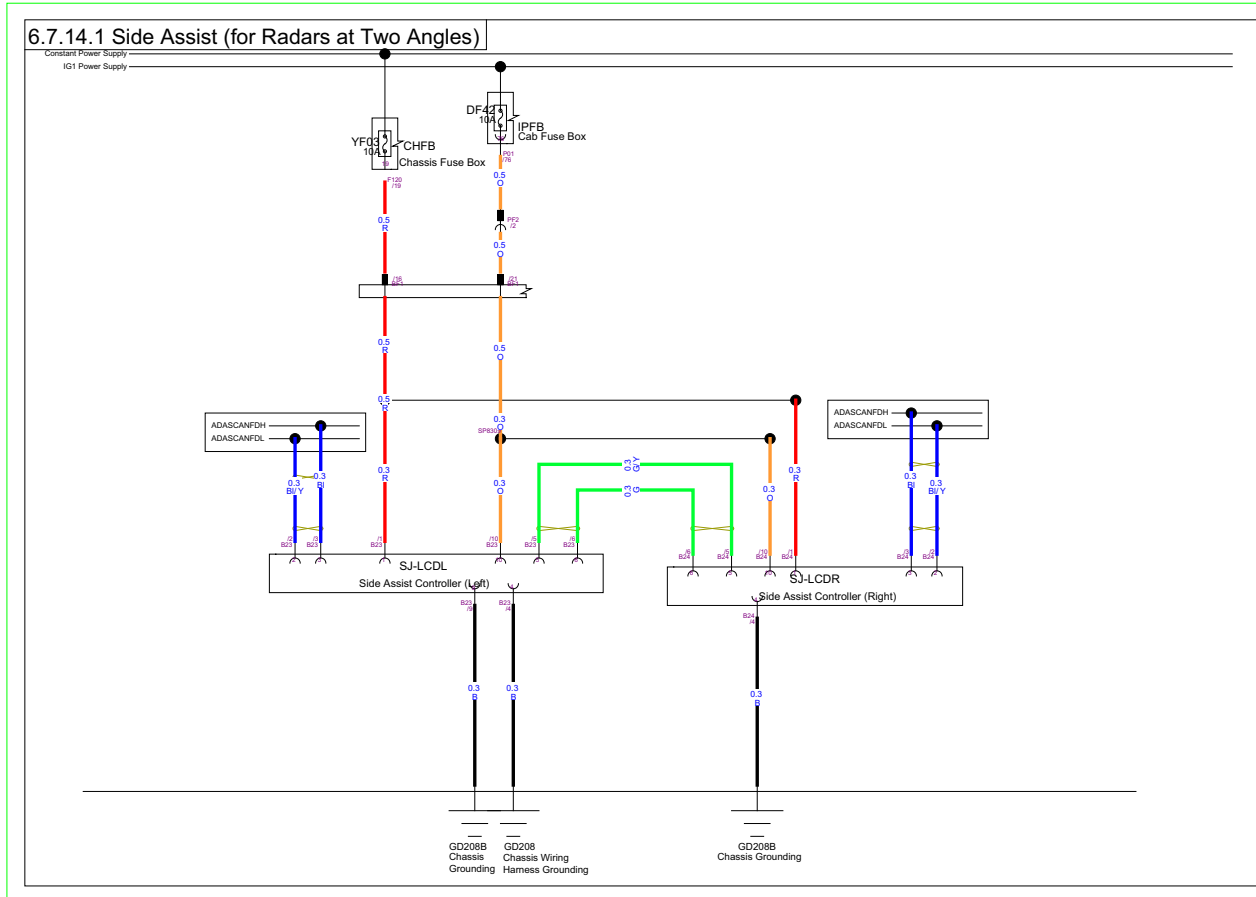 6.7.14.1 Side Assist (for Radars at Two Angles)
Constant Power Supply
IG1 Power Supply
DF42
10A
IPFB
Cab Fuse Box
YF03
10A
CHFB
Chassis Fuse Box
19
P01
/76
F120
/19
0.5
O
0.5
R
PF2
/2
0.5
O
/16
BF1
/21
BF1
0.5
R
0.5
O
0.5
R
ADASCANFDH
ADASCANFDL
0.3
O
ADASCANFDH
ADASCANFDL
0.3
Bl/ Y
0.3
Bl
0.3
R
0.3
O
0.3
G/Y
0.3
G
0.3
O
0.3
R
0.3
Bl
0.3
Bl/ Y
/2
B23
/3
B23
/1
B23
/10
B23
/5
B23
/6
B23
/6
B24
/5
B24
/10
B24
/1
B24
/3
B24
/2
B24
SJ-LCDL
Side Assist Controller (Left)
SJ-LCDR
Side Assist Controller (Right)
B23
/9
B23
/4
B24
/4
0.3
B
0.3
B
0.3
B
GD208B
Chassis
Grounding
GD208
Chassis Wiring
Harness Grounding
GD208B
Chassis Grounding